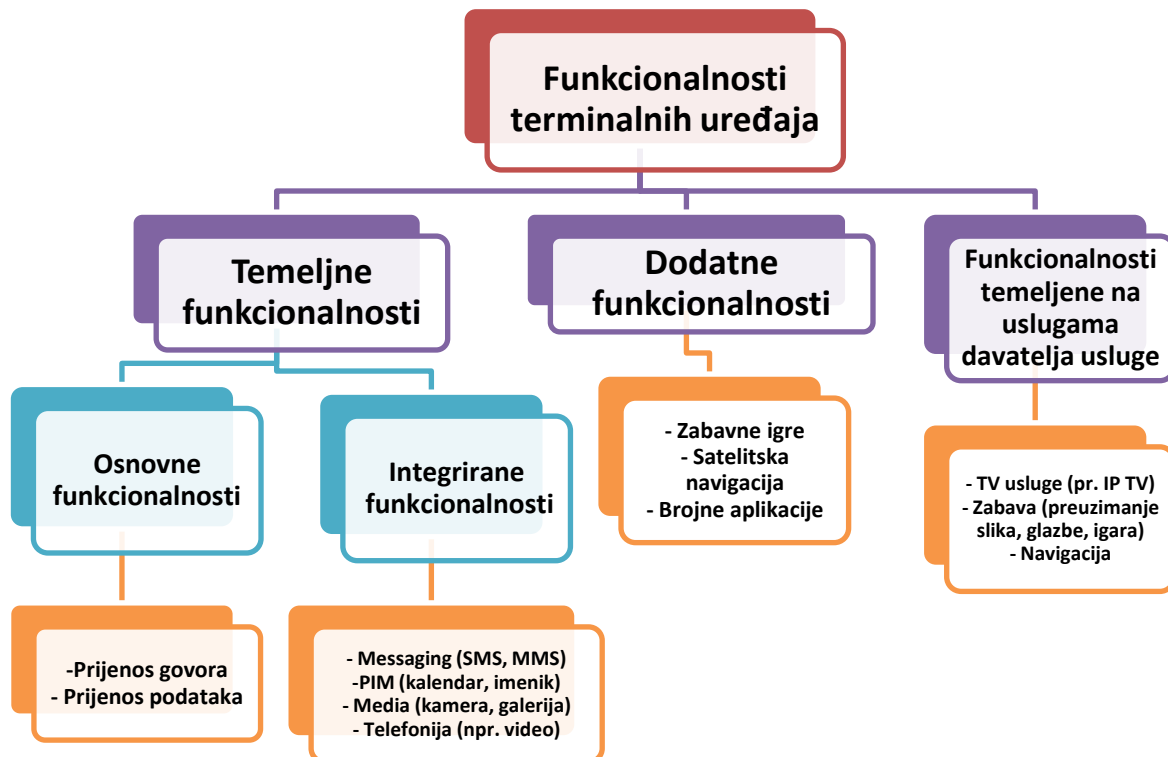 Funkcionalnosti
terminalnih uređaja
Temeljne
funkcionalnosti
Dodatne
funkcionalnosti
Funkcionalnosti
temeljene na
uslugama
davatelja usluge
Osnovne
funkcionalnosti
Integrirane
funkcionalnosti
- Zabavne igre
- Satelitska
navigacija
- Brojne aplikacije
- TV usluge (pr. IP TV)
- Zabava (preuzimanje
slika, glazbe, igara)
- Navigacija
-Prijenos govora
- Prijenos podataka
- Messaging (SMS, MMS)
-PIM (kalendar, imenik)
- Media (kamera, galerija)
- Telefonija (npr. video)